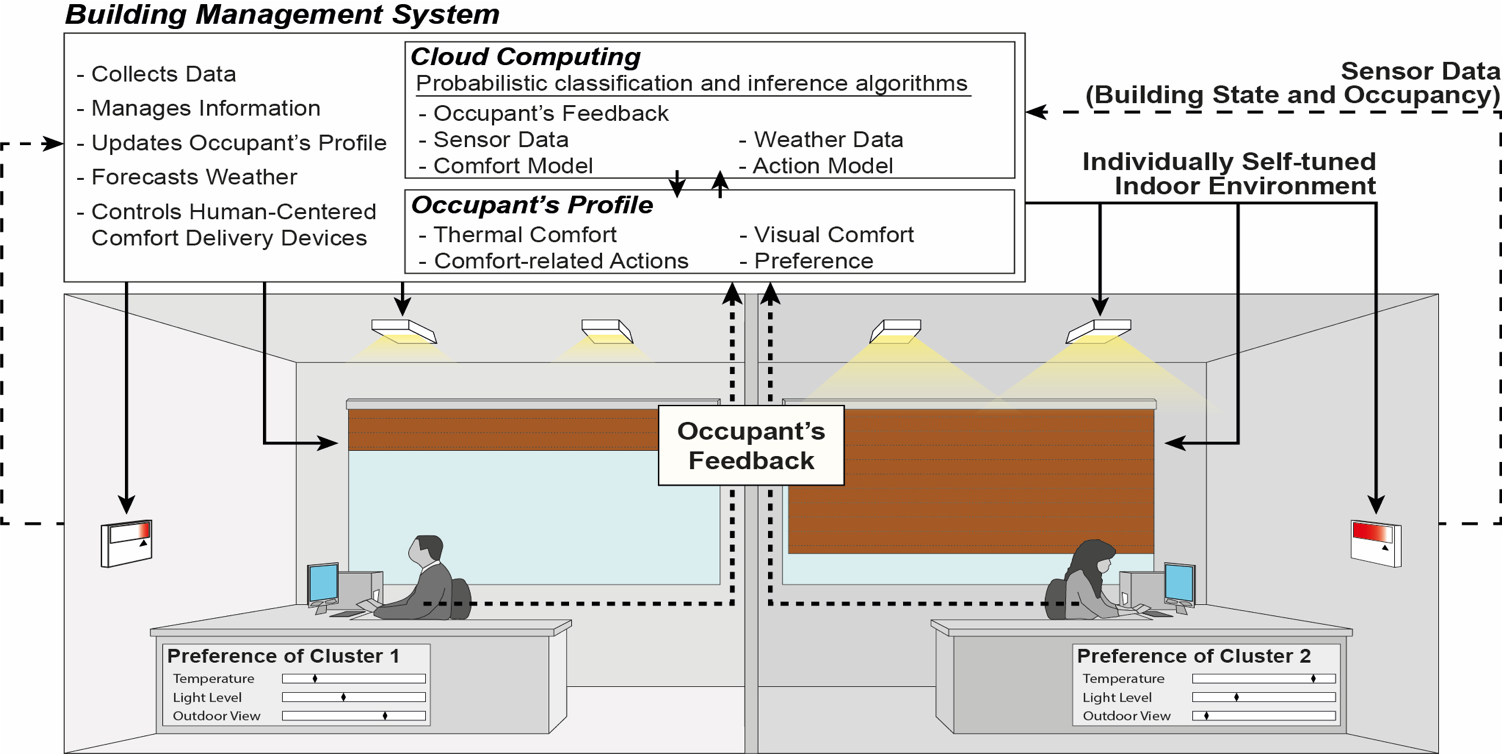 Building Management System
- Collects Data
- Manages Information
- Updates Occupant's Profile
- Forecasts Weather
- Controls Human-Centered
Comfort Delivery Devices
Cloud Computing
Probabilistic classification and inference algorithms
- Occupant's Feedback
- Sensor Data
- Weather Data
- Comfort Model
- Action Model
Occupant's Profile
- Thermal Comfort
- Visual Comfort
- Comfort-related Actions
- Preference
Sensor Data
(Building State and Occupancy)
Individually Self-tuned
Indoor Environment
Occupant's
Feedback
Preference of Cluster 1
Temperature
Light Level
Outdoor View
Preference of Cluster 2
Temperature
Light Level
Outdoor View